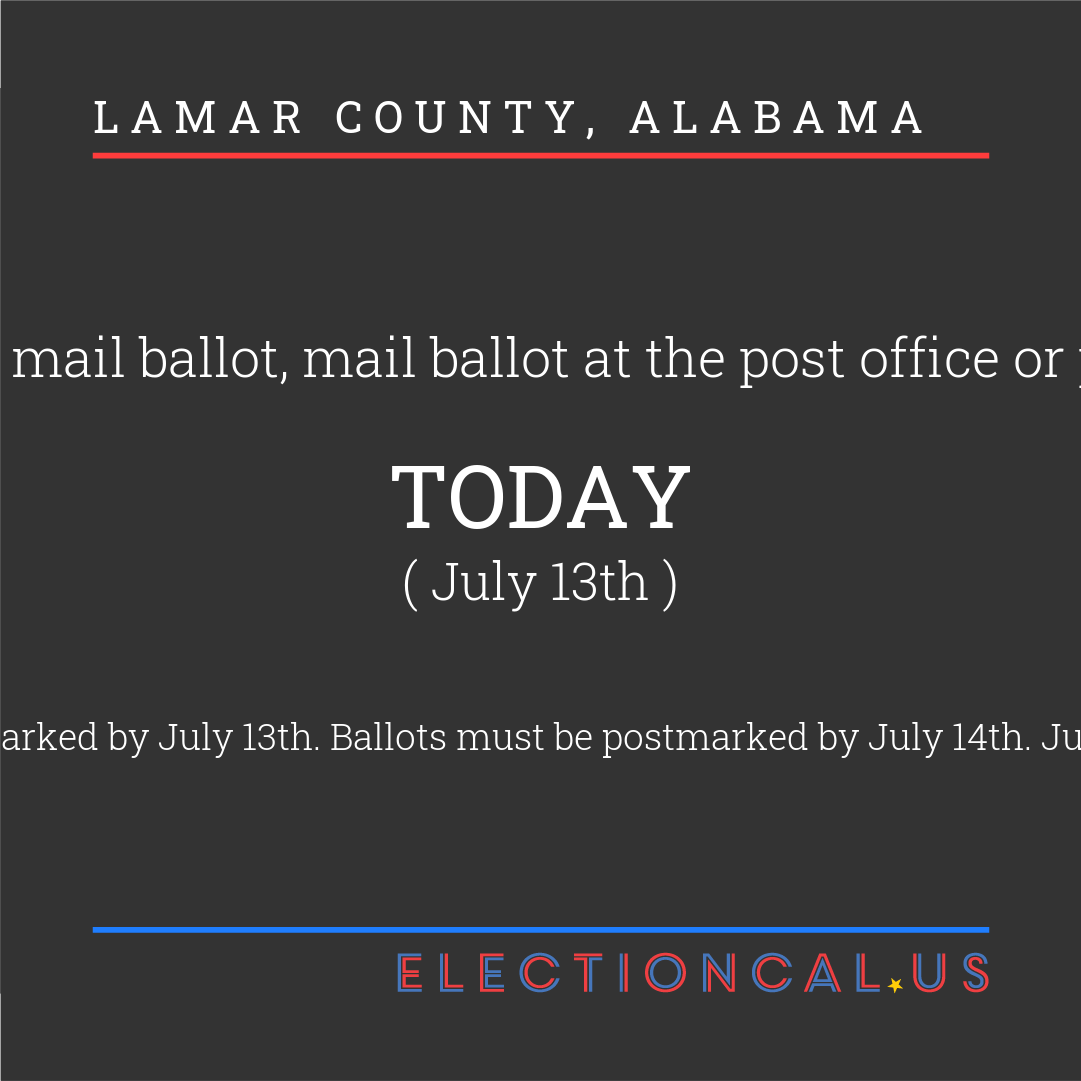 LAMAR COUNTY, ALABAMA
mail ballot, mail ballot at the post office or
TODAY
( July 13th )
arked by July 13th. Ballots must be postmarked by July 14th. Ju
ELECTIONCAL.US